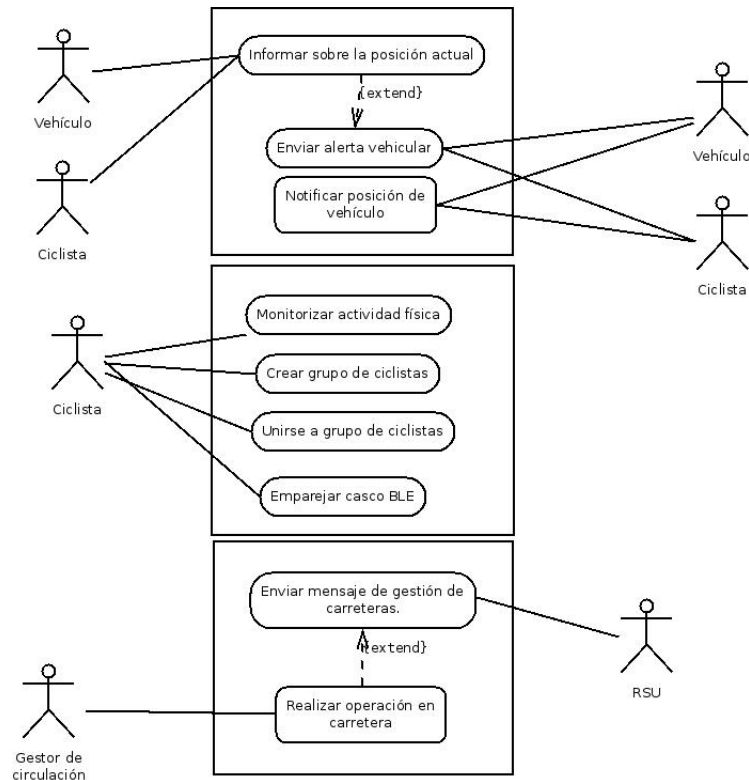 Informar sobre la posición actual
Vehículo
{extend}
Enviar alerta vehicular
Vehículo
Notificar posición de
vehículo
Ciclista
Ciclista
Monitorizar actividad física
Crear grupo de ciclistas
Ciclista
Unirse a grupo de ciclistas
Emparejar casco BLE
Enviar mensaje de gestión de
carreteras.
{extend}
RSU
Realizar operación en
carretera
Gestor de
circulación